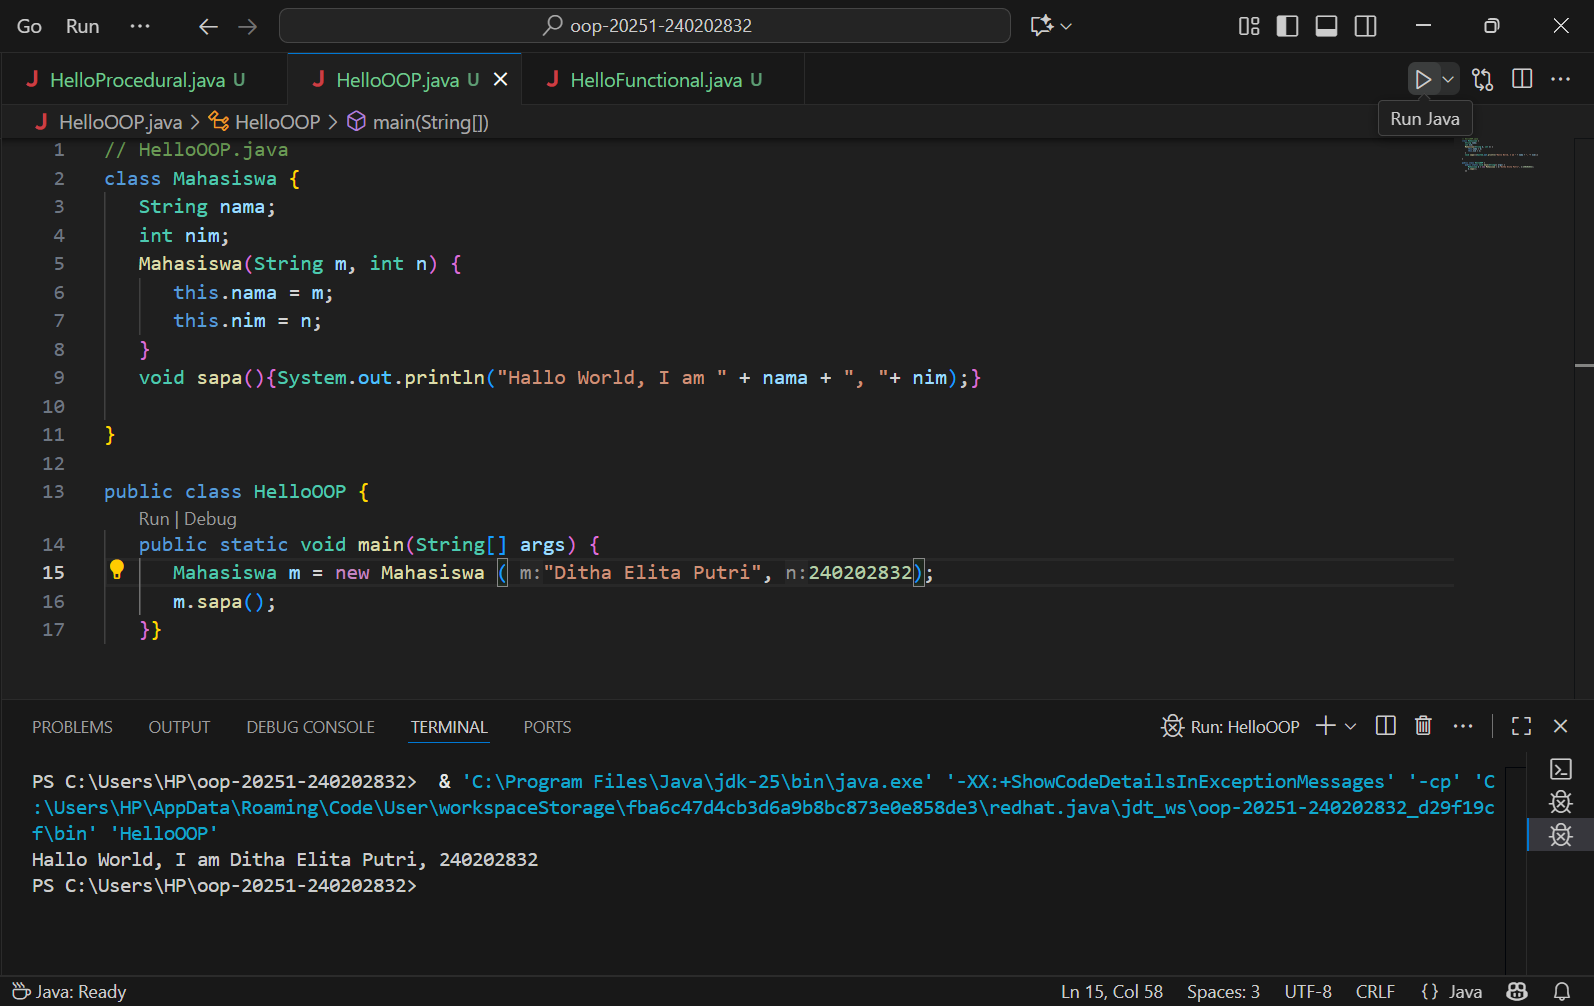 Go Run ··· oop-20251-240202832
HelloProcedural.java U HelloOOP.java U HelloFunctional.java U
HelloOOP.java > HelloOOP > main(String[])
Run Java
1 // HelloOOP.java
2 class Mahasiswa {
3 String nama;
4 int nim;
5 Mahasiswa(String m, int n) {
6 this.nama = m;
7 this.nim = n;
8 }
9 void sapa(){System.out.println("Hallo World, I am " + nama + ", "+ nim);}
10
11 }
12
13 public class HelloOOP {
Run | Debug
14 public static void main(String[] args) {
15 Mahasiswa m = new Mahasiswa ( m:"Ditha Elita Putri", n:240202832);
16 m.sapa();
17 }}
PROBLEMS OUTPUT DEBUG CONSOLE TERMINAL PORTS Run: HelloOOP
PS C:\Users\HP\oop-20251-240202832> & 'C:\Program Files\Java\jdk-25\bin\java.exe' '-XX:+ShowCodeDetailsInExceptionMessages' '-cp' 'C
:\Users\HP\AppData\Roaming\Code\User\workspaceStorage\fba6c47d4cb3d6a9b8bc873e0e858de3\redhat.java\jdt_ws\oop-20251-240202832_d29f19c
f\bin' 'HelloOOP'
Hallo World, I am Ditha Elita Putri, 240202832
PS C:\Users\HP\oop-20251-240202832>
Java: Ready Ln 15, Col 58 Spaces: 3 UTF-8 CRLF {} Java